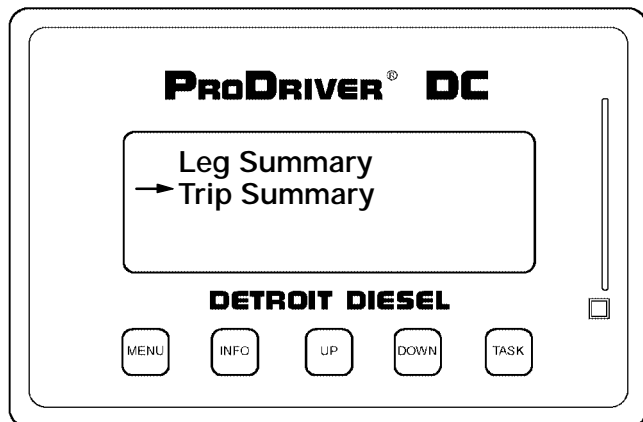 PRODRIVER® DC
Leg Summary
→ Trip Summary
DETROIT DIESEL
MENU INFO UP DOWN TASK